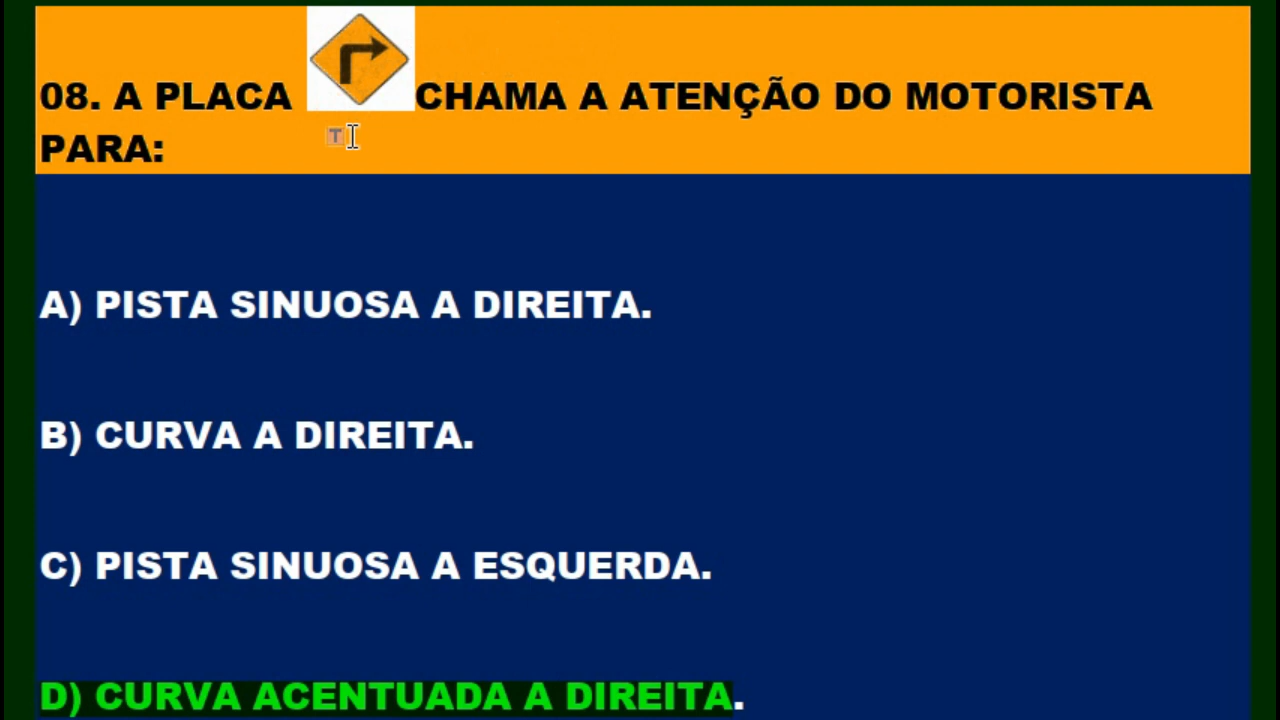 08. A PLACA CHAMA A ATENÇÃO DO MOTORISTA
PARA:
T
A) PISTA SINUOSA A DIREITA.
B) CURVA A DIREITA.
C) PISTA SINUOSA A ESQUERDA.
D) CURVA ACENTUADA A DIREITA.